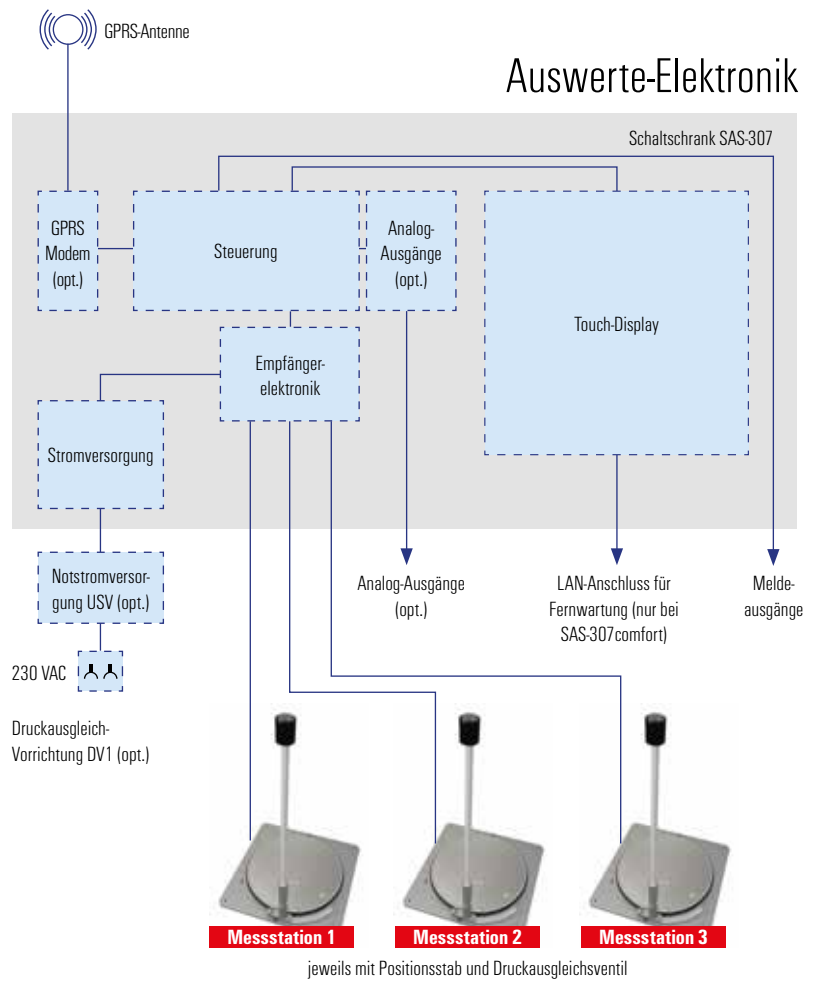 GPRS-Antenne
Auswerte-Elektronik
Schaltschrank SAS-307
GPRS
Modem
(opt.)
Steuerung
Analog-
Ausgänge
(opt.)
Touch-Display
Empfänger-
elektronik
Stromversorgung
Notstromversor-
gung USV (opt.)
Analog-Ausgänge
(opt.)
LAN-Anschluss für
Fernwartung (nur bei
SAS-307comfort)
Melde-
ausgänge
230 VAC
Druckausgleich-
Vorrichtung DV1 (opt.)
Messstation 1
Messstation 2
Messstation 3
jeweils mit Positionsstab und Druckausgleichsventil